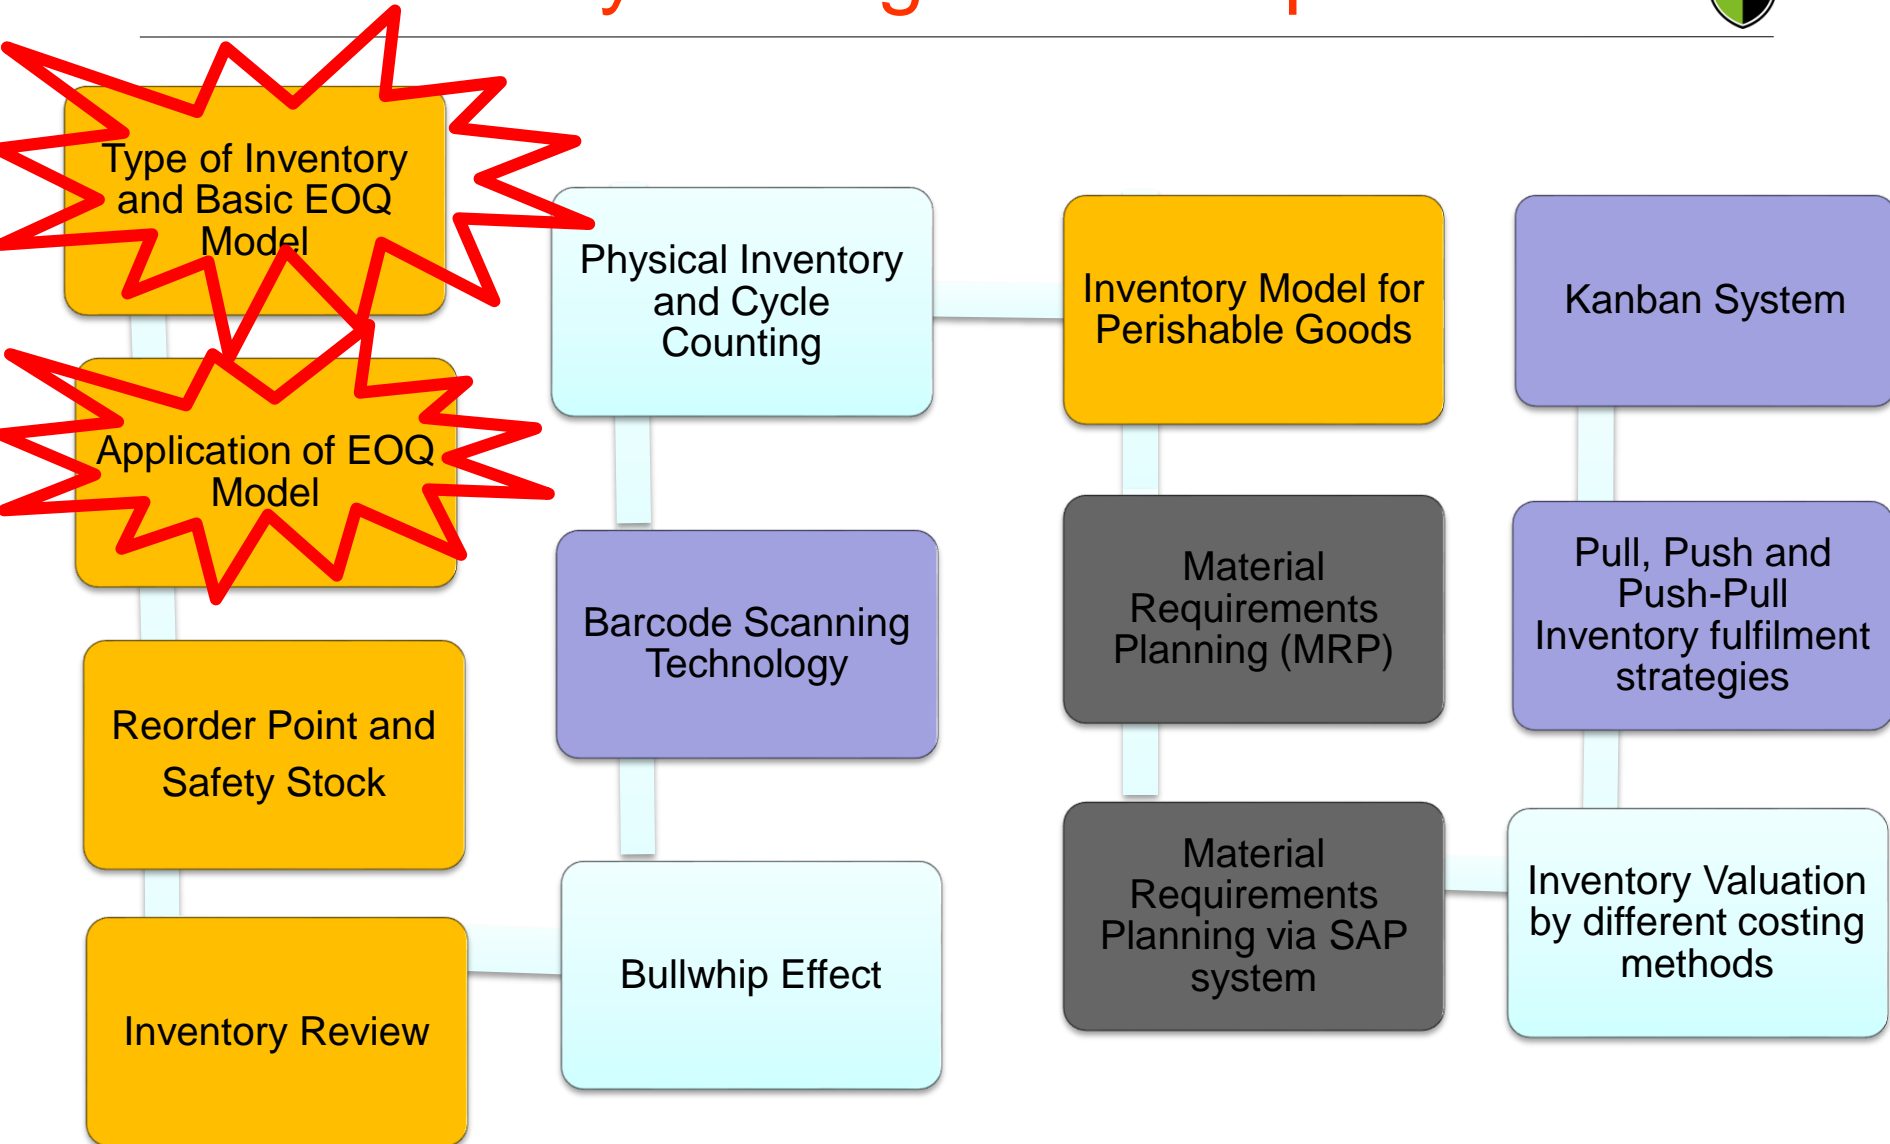 Type of Inventory
and Basic EOQ
Model
Application of EOQ
Model
Reorder Point and
Safety Stock
Inventory Review
Bullwhip Effect
Barcode Scanning
Technology
Physical Inventory
and Cycle
Counting
Inventory Model for
Perishable Goods
Material
Requirements
Planning (MRP)
Material
Requirements
Planning via SAP
system
Inventory Valuation
by different costing
methods
Pull, Push and
Push-Pull
Inventory fulfilment
strategies
Kanban System